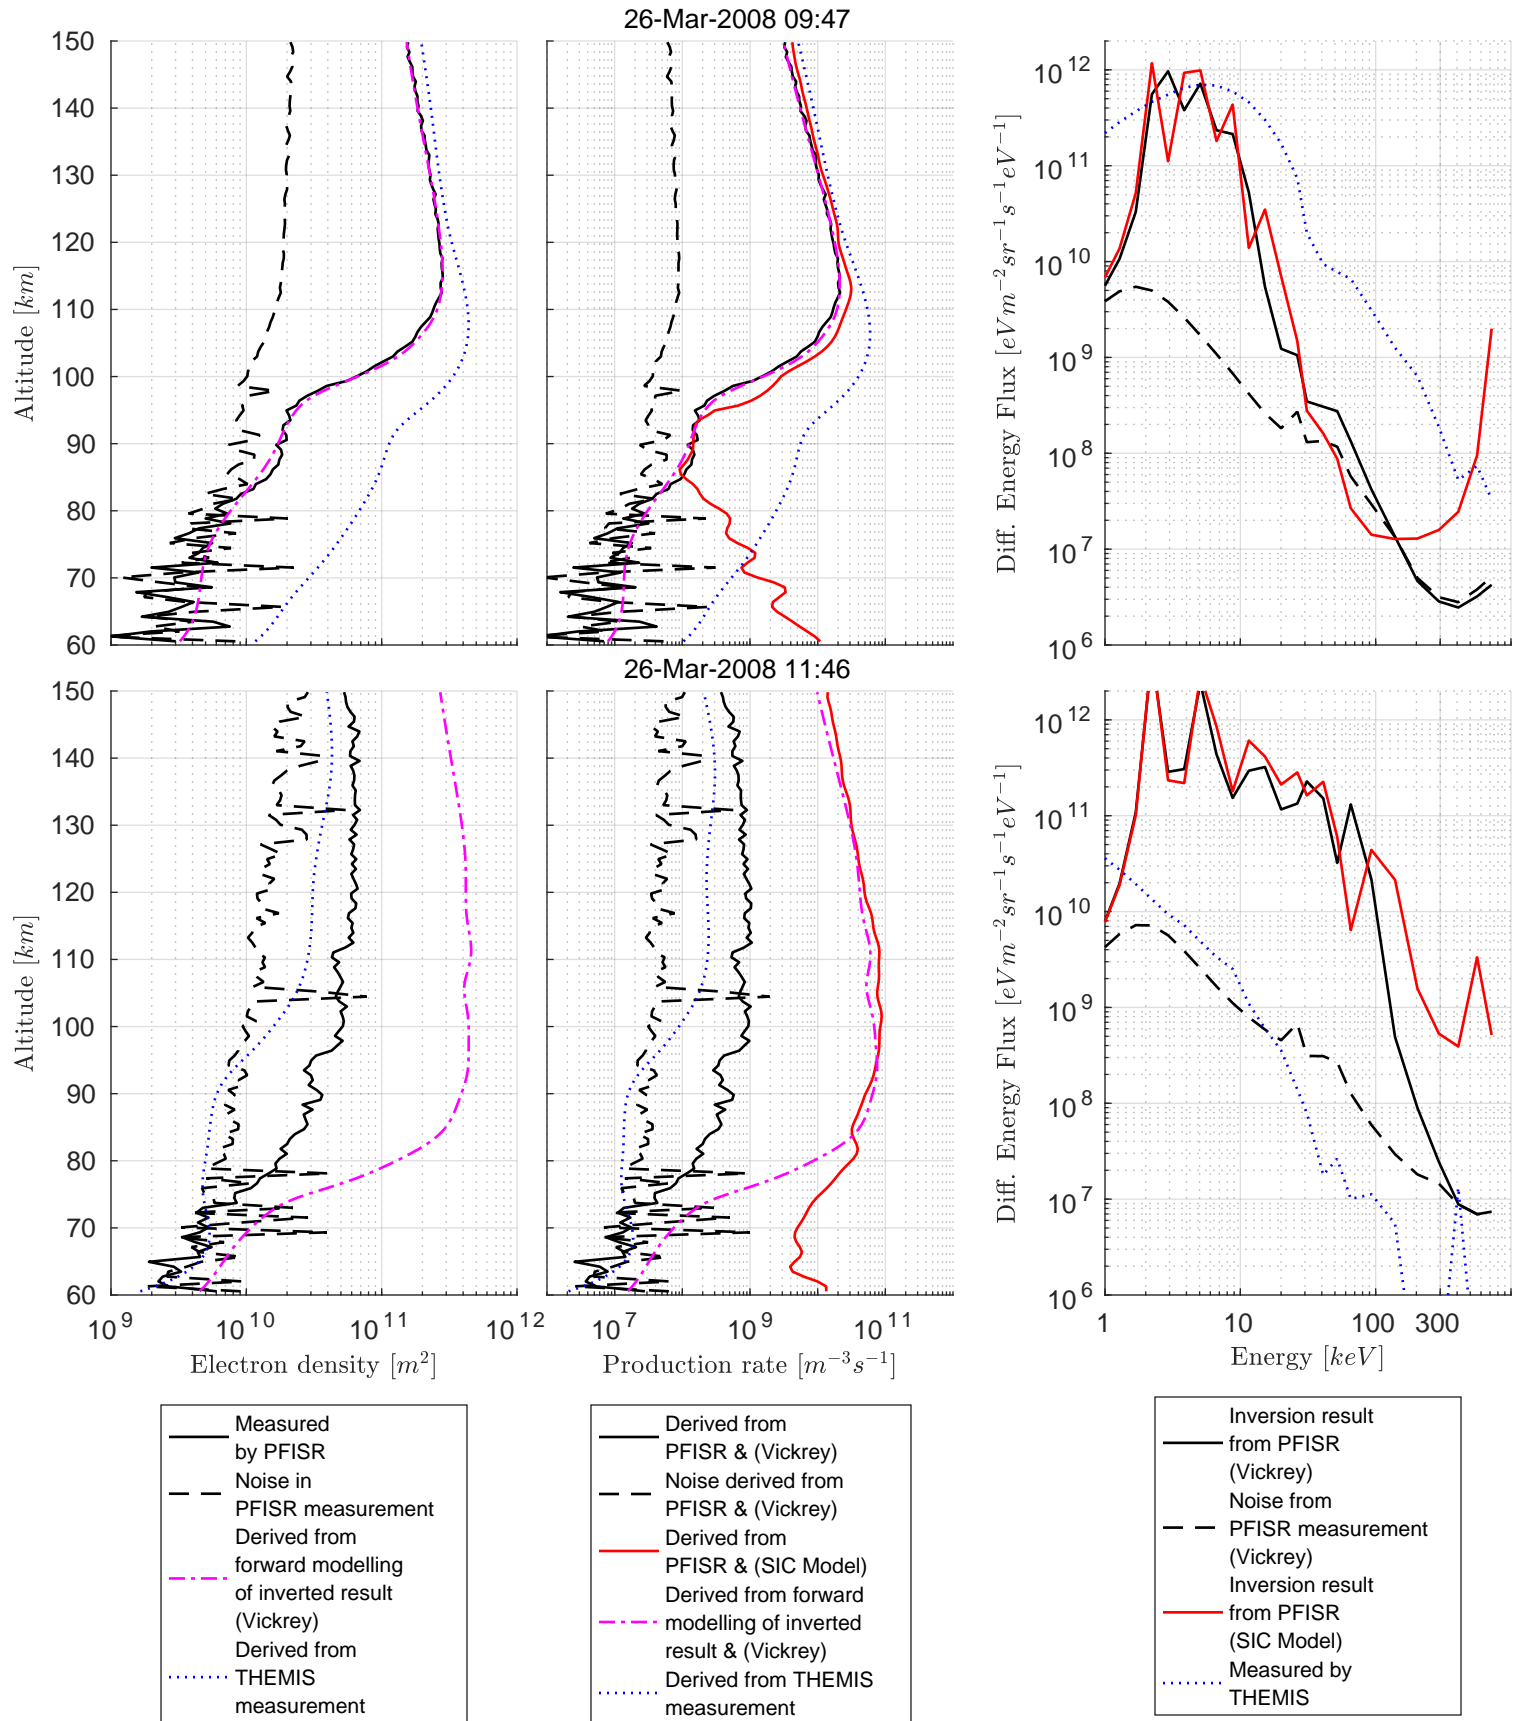 26-Mar-2008 09:47
150
140
130
120
110
100
90
80
70
60
Altitude [km]
10^12
10^11
10^10
10^9
10^8
10^7
10^6
Diff. Energy Flux [eVm^−2 sr^−1 s^−1 eV^−1]
26-Mar-2008 11:46
150
140
130
120
110
100
90
80
70
60
Altitude [km]
10^9 10^10 10^11 10^12
Electron density [m^2]
10^7 10^9 10^11
Production rate [m^−3 s^−1]
10^12
10^11
10^10
10^9
10^8
10^7
10^6
Diff. Energy Flux [eVm^−2 sr^−1 s^−1 eV^−1]
1 10 100 300
Energy [keV]
Measured
by PFISR
Noise in
PFISR measurement
Derived from
forward modelling
of inverted result
(Vickrey)
Derived from
THEMIS
measurement
Derived from
PFISR & (Vickrey)
Noise derived from
PFISR & (Vickrey)
Derived from
PFISR & (SIC Model)
Derived from forward
modelling of inverted
result & (Vickrey)
Derived from THEMIS
measurement
Inversion result
from PFISR
(Vickrey)
Noise from
PFISR measurement
(Vickrey)
Inversion result
from PFISR
(SIC Model)
Measured by
THEMIS